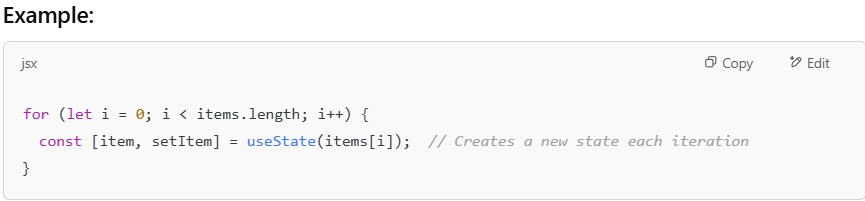 Example:
jsx
Copy
Edit
for (let i = 0; i < items.length; i++) {
  const [item, setItem] = useState(items[i]);  // Creates a new state each iteration
}